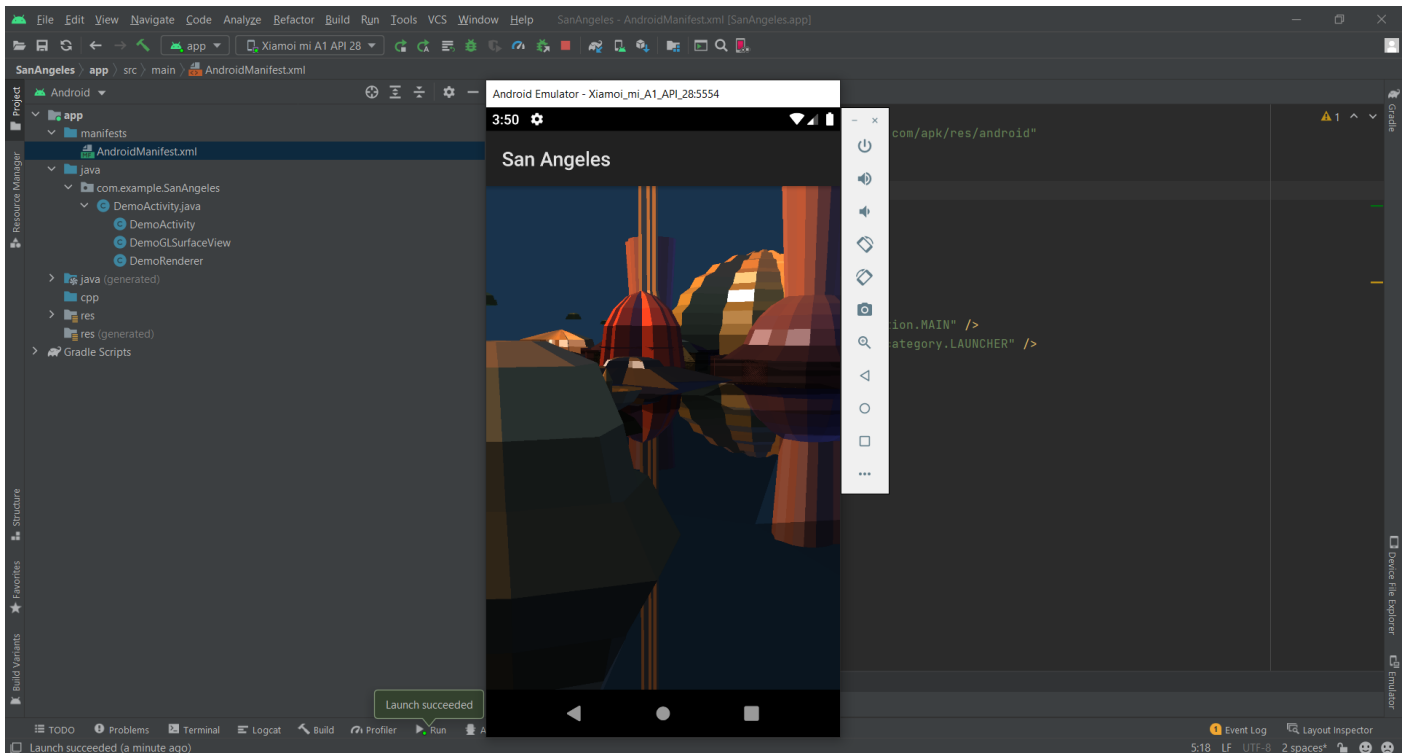 File Edit View Navigate Code Analyze Refactor Build Run Tools VCS Window Help SanAngeles - AndroidManifest.xml [SanAngeles.app]
app Xiamoi mi A1 API 28
SanAngeles app src main AndroidManifest.xml
Project
Android
app
manifests
AndroidManifest.xml
java
com.example.SanAngeles
DemoActivity.java
DemoActivity
DemoGLSurfaceView
DemoRenderer
java (generated)
cpp
res
res (generated)
Gradle Scripts
Resource Manager
Structure
Favorites
Build Variants
Android Emulator - Xiamoi_mi_A1_API_28:5554
3:50
San Angeles
com/apk/res/android"
1
ion.MAIN" />
category.LAUNCHER" />
Gradle
Device File Explorer
Emulator
Launch succeeded
TODO Problems Terminal Logcat Build Profiler Run A
1 Event Log Layout Inspector
Launch succeeded (a minute ago)
5:18 LF UTF-8 2 spaces*